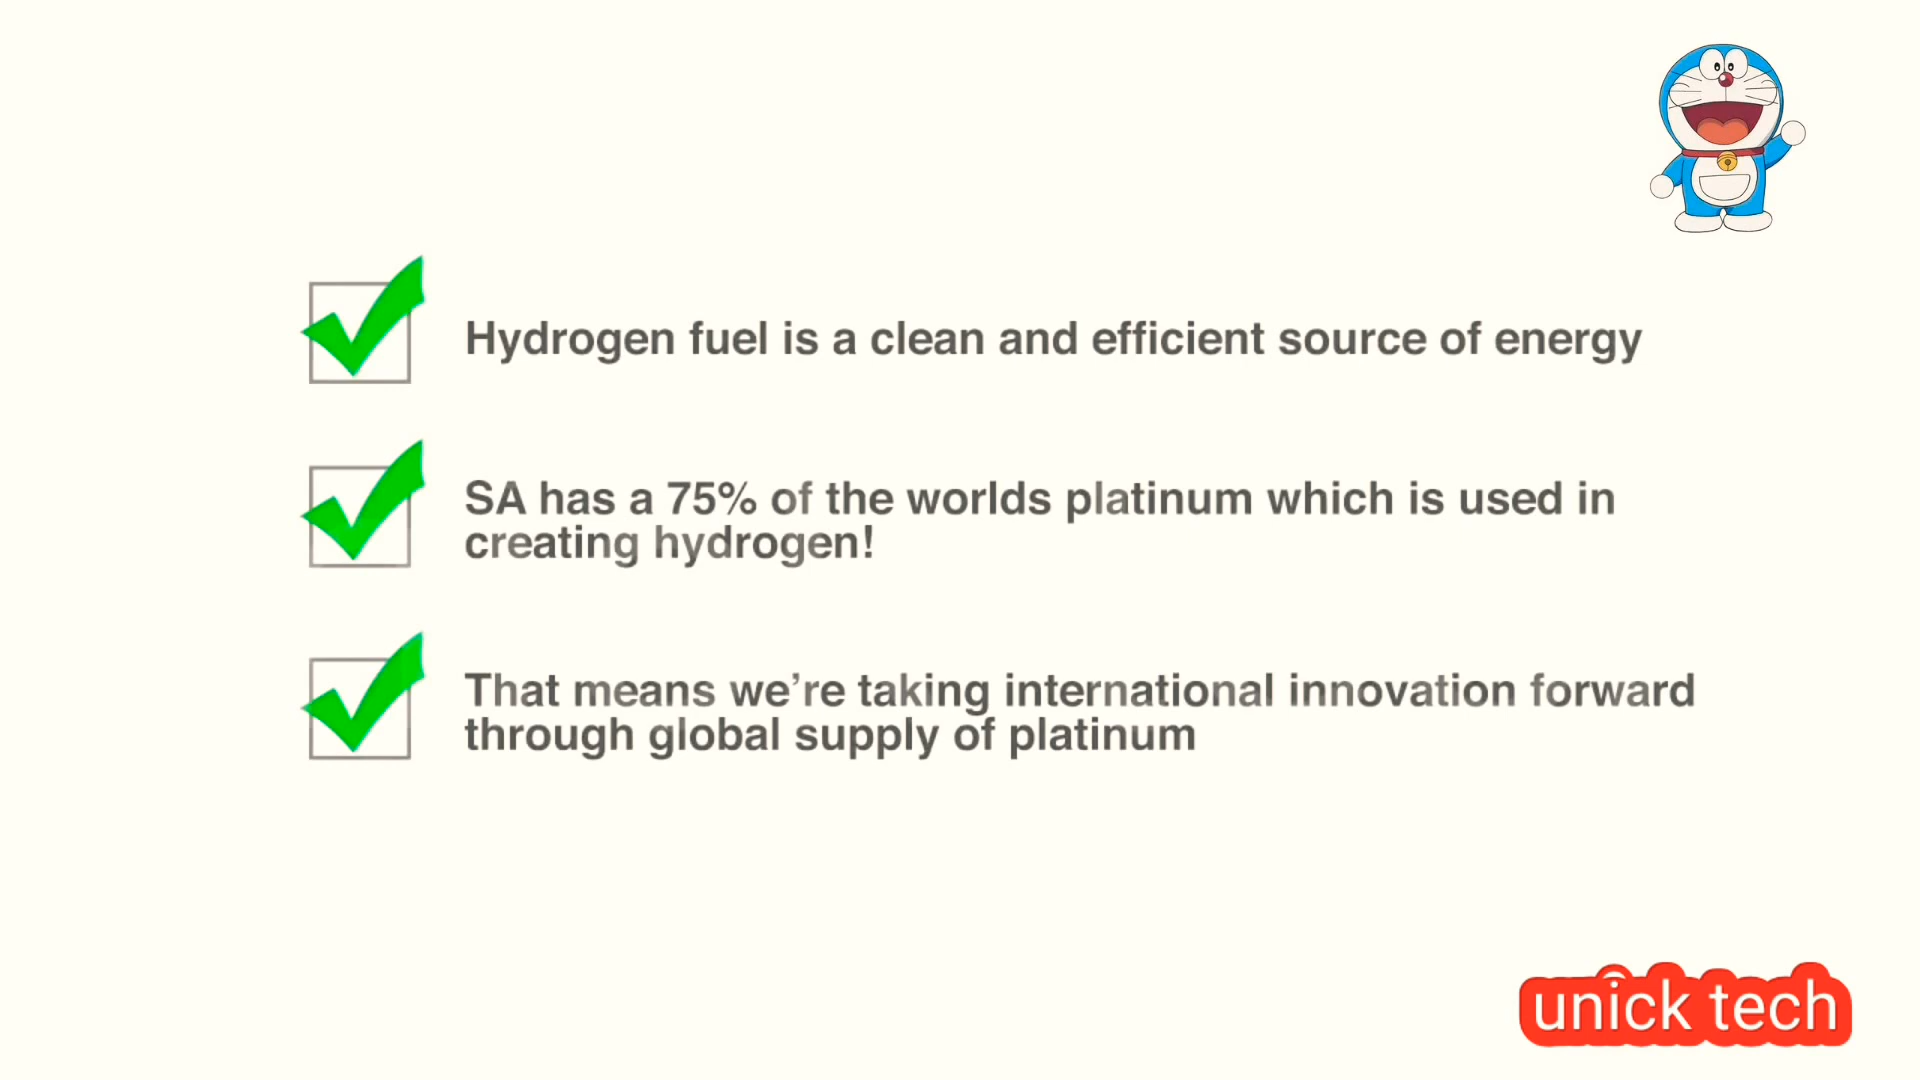 Hydrogen fuel is a clean and efficient source of energy
SA has a 75% of the worlds platinum which is used in
creating hydrogen!
That means we’re taking international innovation forward
through global supply of platinum
unick tech